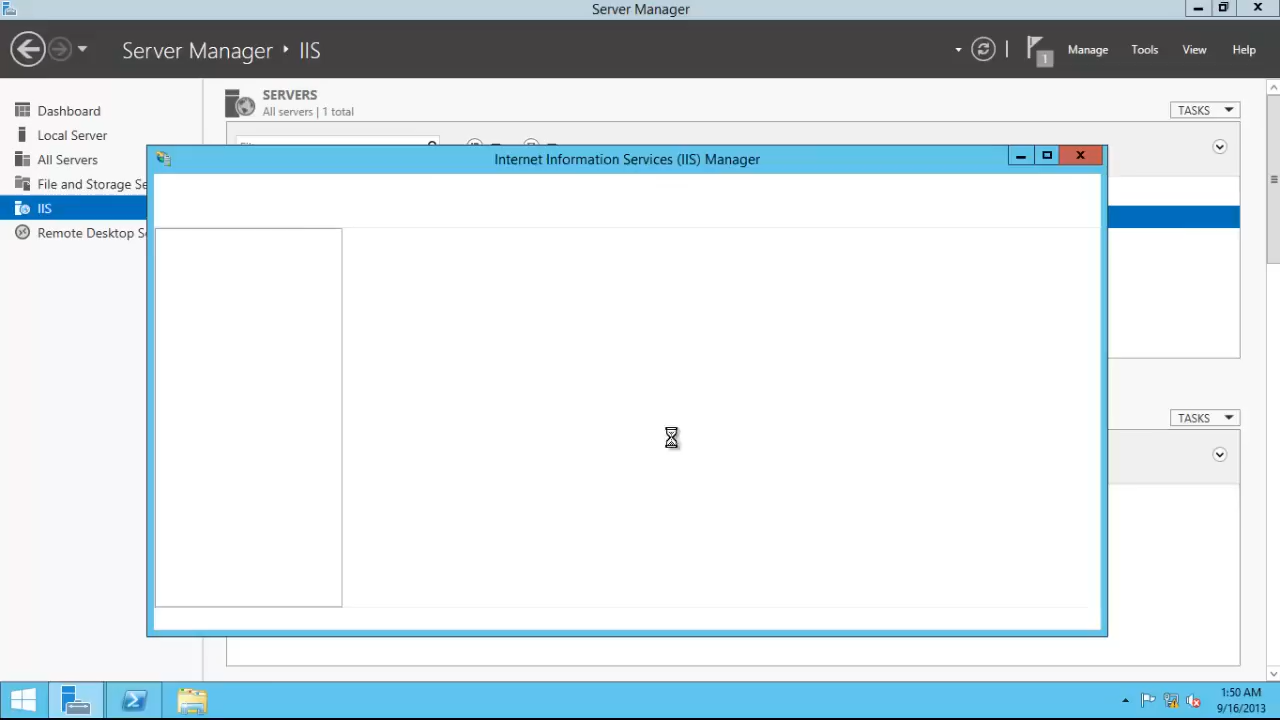 Server Manager
Server Manager ‣ IIS
1
Manage
Tools
View
Help
Dashboard
Local Server
All Servers
File and Storage Se
IIS
Remote Desktop Se
SERVERS
All servers | 1 total
TASKS
Internet Information Services (IIS) Manager
TASKS
1:50 AM
9/16/2013